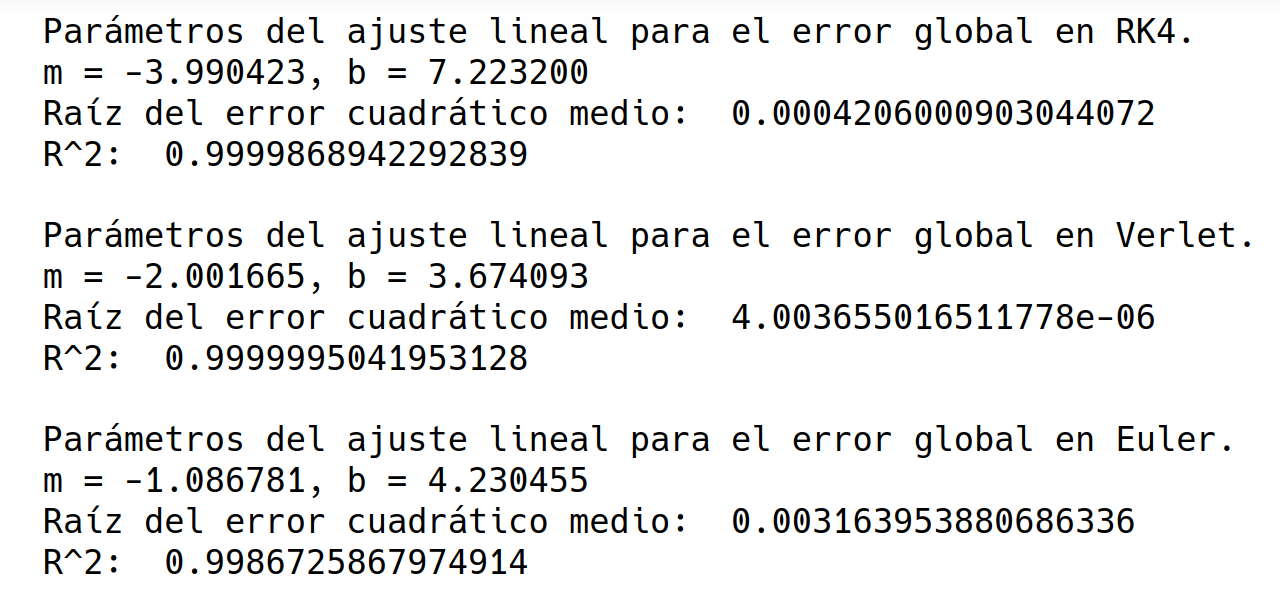 Parámetros del ajuste lineal para el error global en RK4.
m = -3.990423, b = 7.223200
Raíz del error cuadrático medio:  0.0004206000903044072
R^2:  0.9999868942292839
Parámetros del ajuste lineal para el error global en Verlet.
m = -2.001665, b = 3.674093
Raíz del error cuadrático medio:  4.003655016511778e-06
R^2:  0.9999995041953128
Parámetros del ajuste lineal para el error global en Euler.
m = -1.086781, b = 4.230455
Raíz del error cuadrático medio:  0.003163953880686336
R^2:  0.9986725867974914